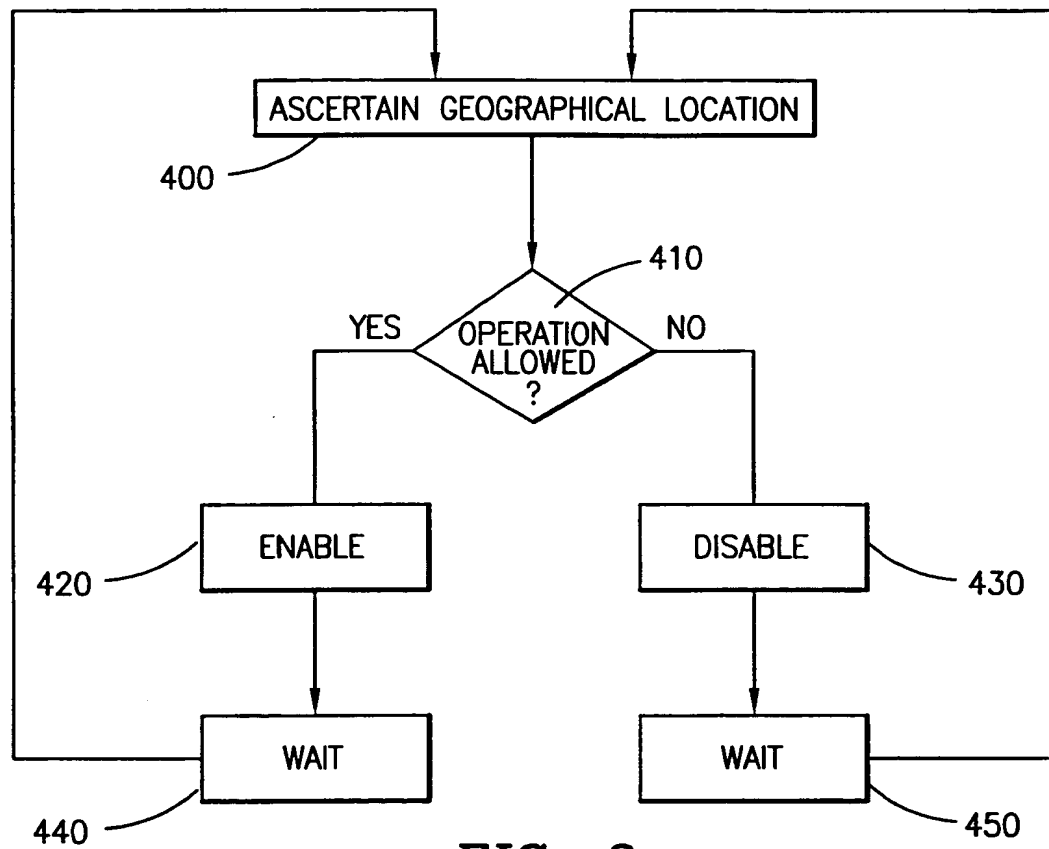 ASCERTAIN GEOGRAPHICAL LOCATION
400
410
YES
OPERATION
ALLOWED
?
NO
ENABLE
420
DISABLE
430
WAIT
440
WAIT
450